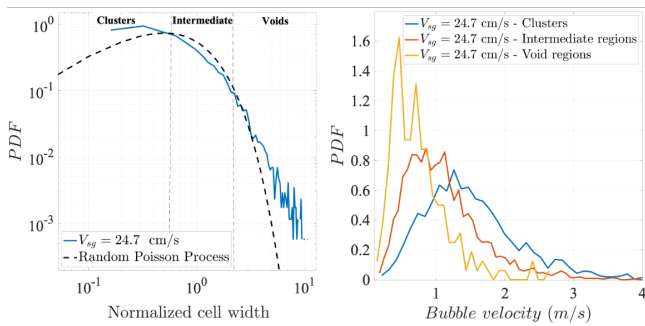 Clusters Intermediate Voids
10^0
10^-1
10^-2
10^-3
PDF
V_sg = 24.7 cm/s
Random Poisson Process
10^-1 10^0 10^1
Normalized cell width
V_sg = 24.7 cm/s - Clusters
V_sg = 24.7 cm/s - Intermediate regions
V_sg = 24.7 cm/s - Void regions
1.6
1.4
1.2
1
0.8
0.6
0.4
0.2
0
PDF
1 2 3 4
Bubble velocity (m/s)